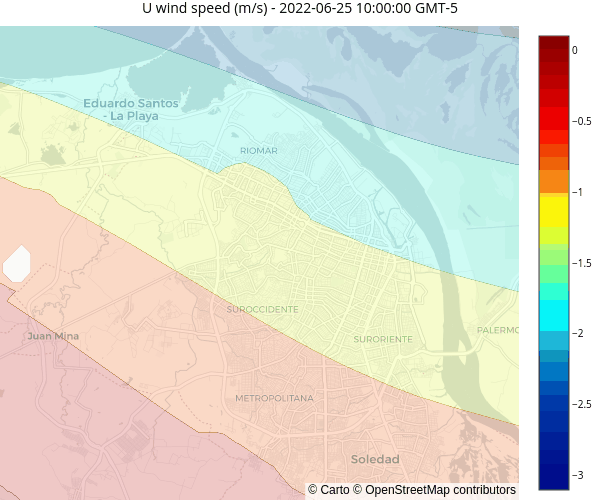 U wind speed (m/s) - 2022-06-25 10:00:00 GMT-5
0
−0.5
−1
−1.5
−2
−2.5
−3
Eduardo Santos
- La Playa
RIOMAR
SUROCCIDENTE
PALERMO
Juan Mina
SURORIENTE
METROPOLITANA
Soledad
© Carto © OpenStreetMap contributors